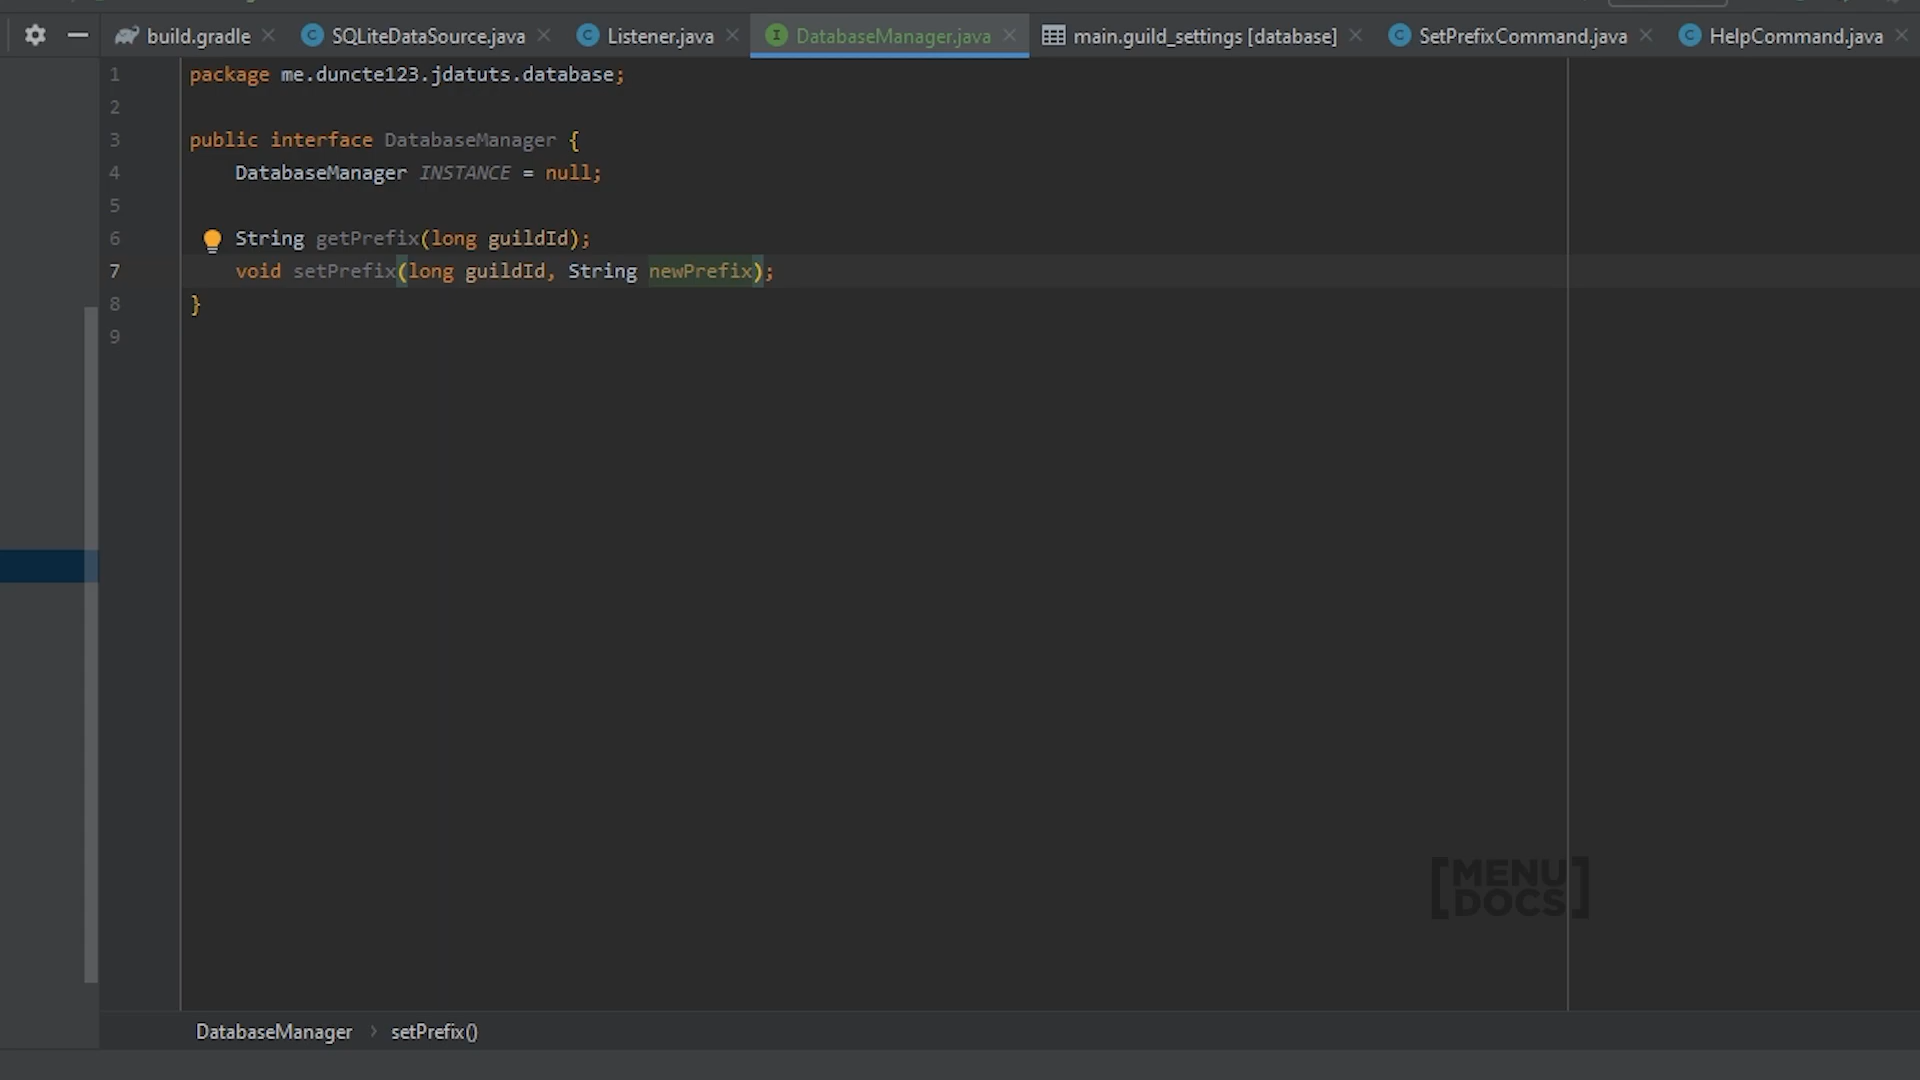 build.gradle SQLiteDataSource.java Listener.java DatabaseManager.java main.guild_settings [database] SetPrefixCommand.java HelpCommand.java
1 package me.duncte123.jdatuts.database;
2
3 public interface DatabaseManager {
4 DatabaseManager INSTANCE = null;
5
6 String getPrefix(long guildId);
7 void setPrefix(long guildId, String newPrefix);
8 }
9
[MENU
DOCS]
DatabaseManager › setPrefix()